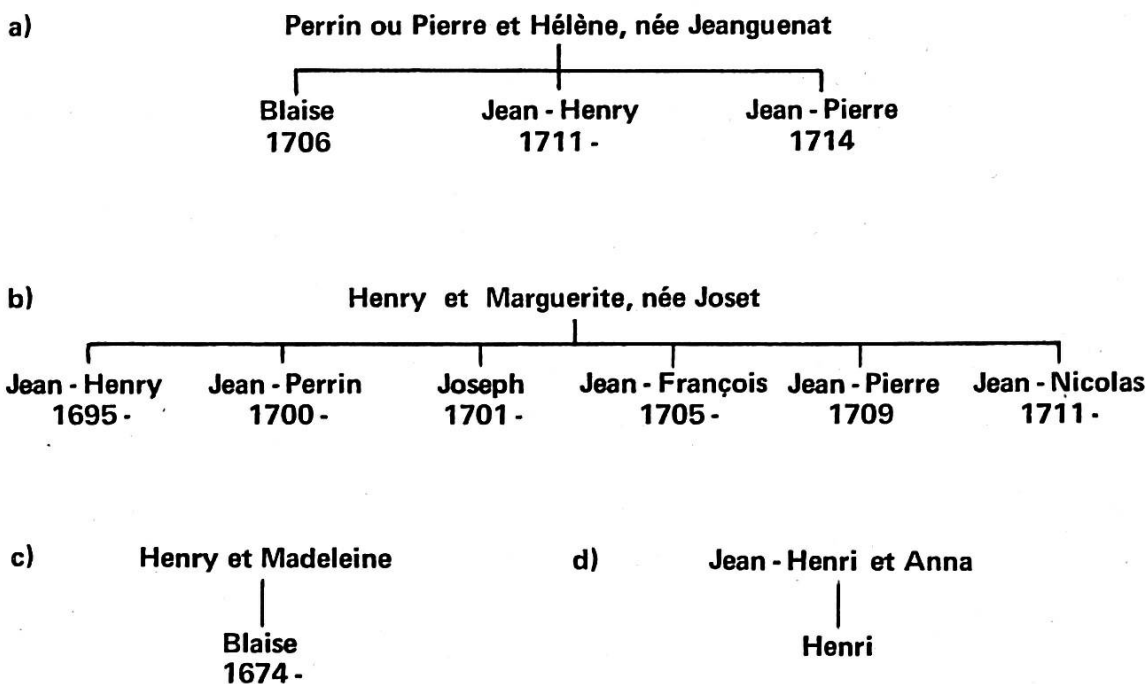 a) Perrin ou Pierre et Hélène, née Jeanguenat
Blaise Jean - Henry Jean - Pierre
1706 1711 - 1714
b) Henry et Marguerite, née Joset
Jean - Henry Jean - Perrin Joseph Jean - François Jean - Pierre Jean - Nicolas
1695 - 1700 - 1701 - 1705 - 1709 1711 -
c) Henry et Madeleine d) Jean - Henri et Anna
Blaise Henri
1674 -